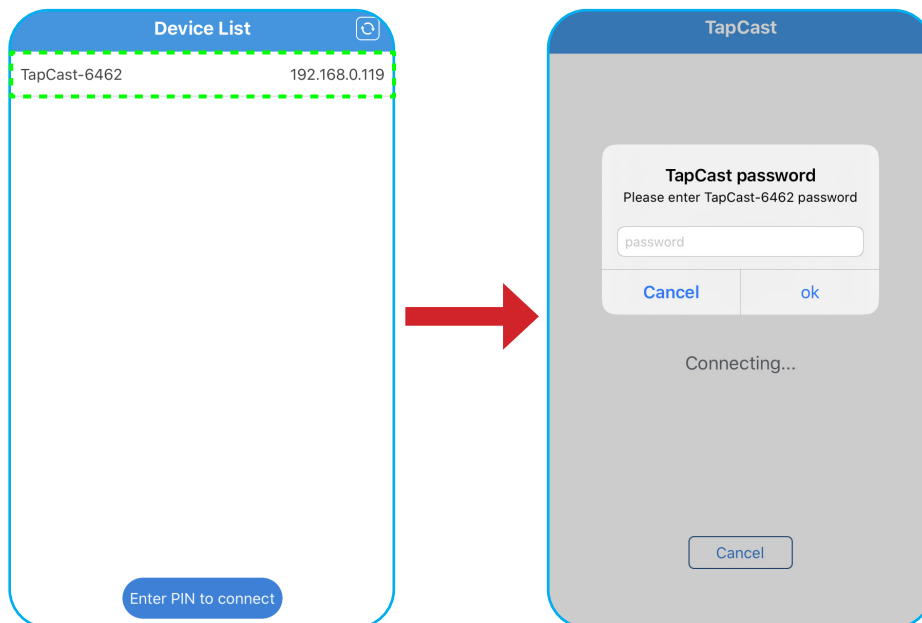 Device List
TapCast-6462 192.168.0.119
Enter PIN to connect
TapCast
TapCast password
Please enter TapCast-6462 password
password
Cancel ok
Connecting...
Cancel